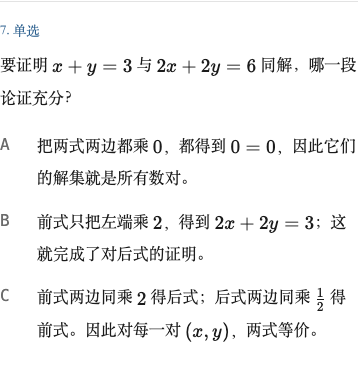 7. 单选
要证明 x + y = 3 与 2x + 2y = 6 同解，哪一段
论证充分？
A 把两式两边都乘 0，都得到 0 = 0，因此它们
的解集就是所有数对。
B 前式只把左端乘 2，得到 2x + 2y = 3；这
就完成了对后式的证明。
C 前式两边同乘 2 得后式；后式两边同乘 1/2 得
前式。因此对每一对 (x, y)，两式等价。